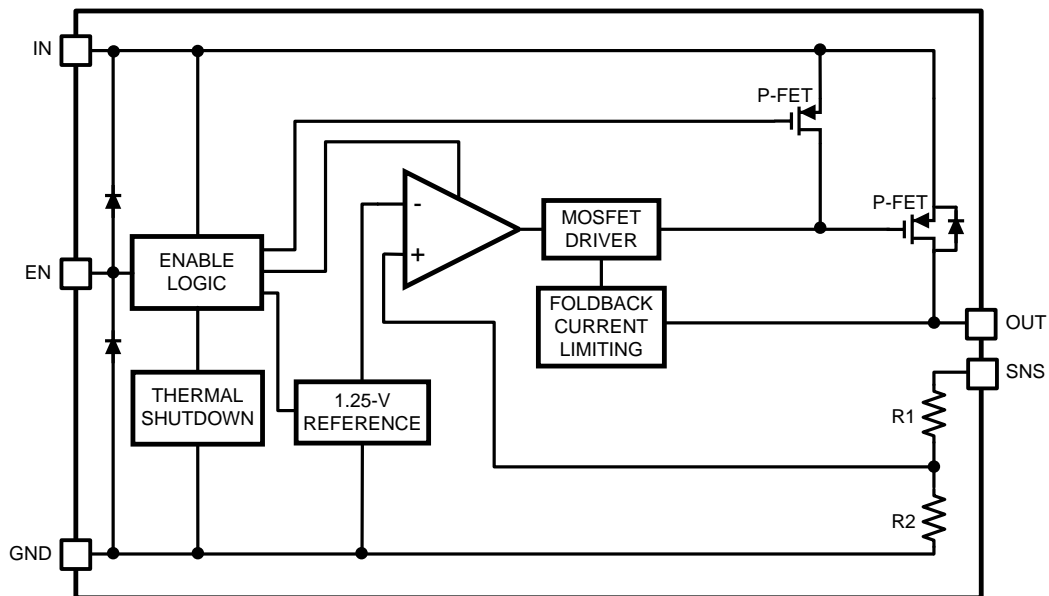 IN
P-FET
P-FET
-
+
MOSFET
DRIVER
EN
ENABLE
LOGIC
FOLDBACK
CURRENT
LIMITING
OUT
SNS
THERMAL
SHUTDOWN
1.25-V
REFERENCE
R1
R2
GND